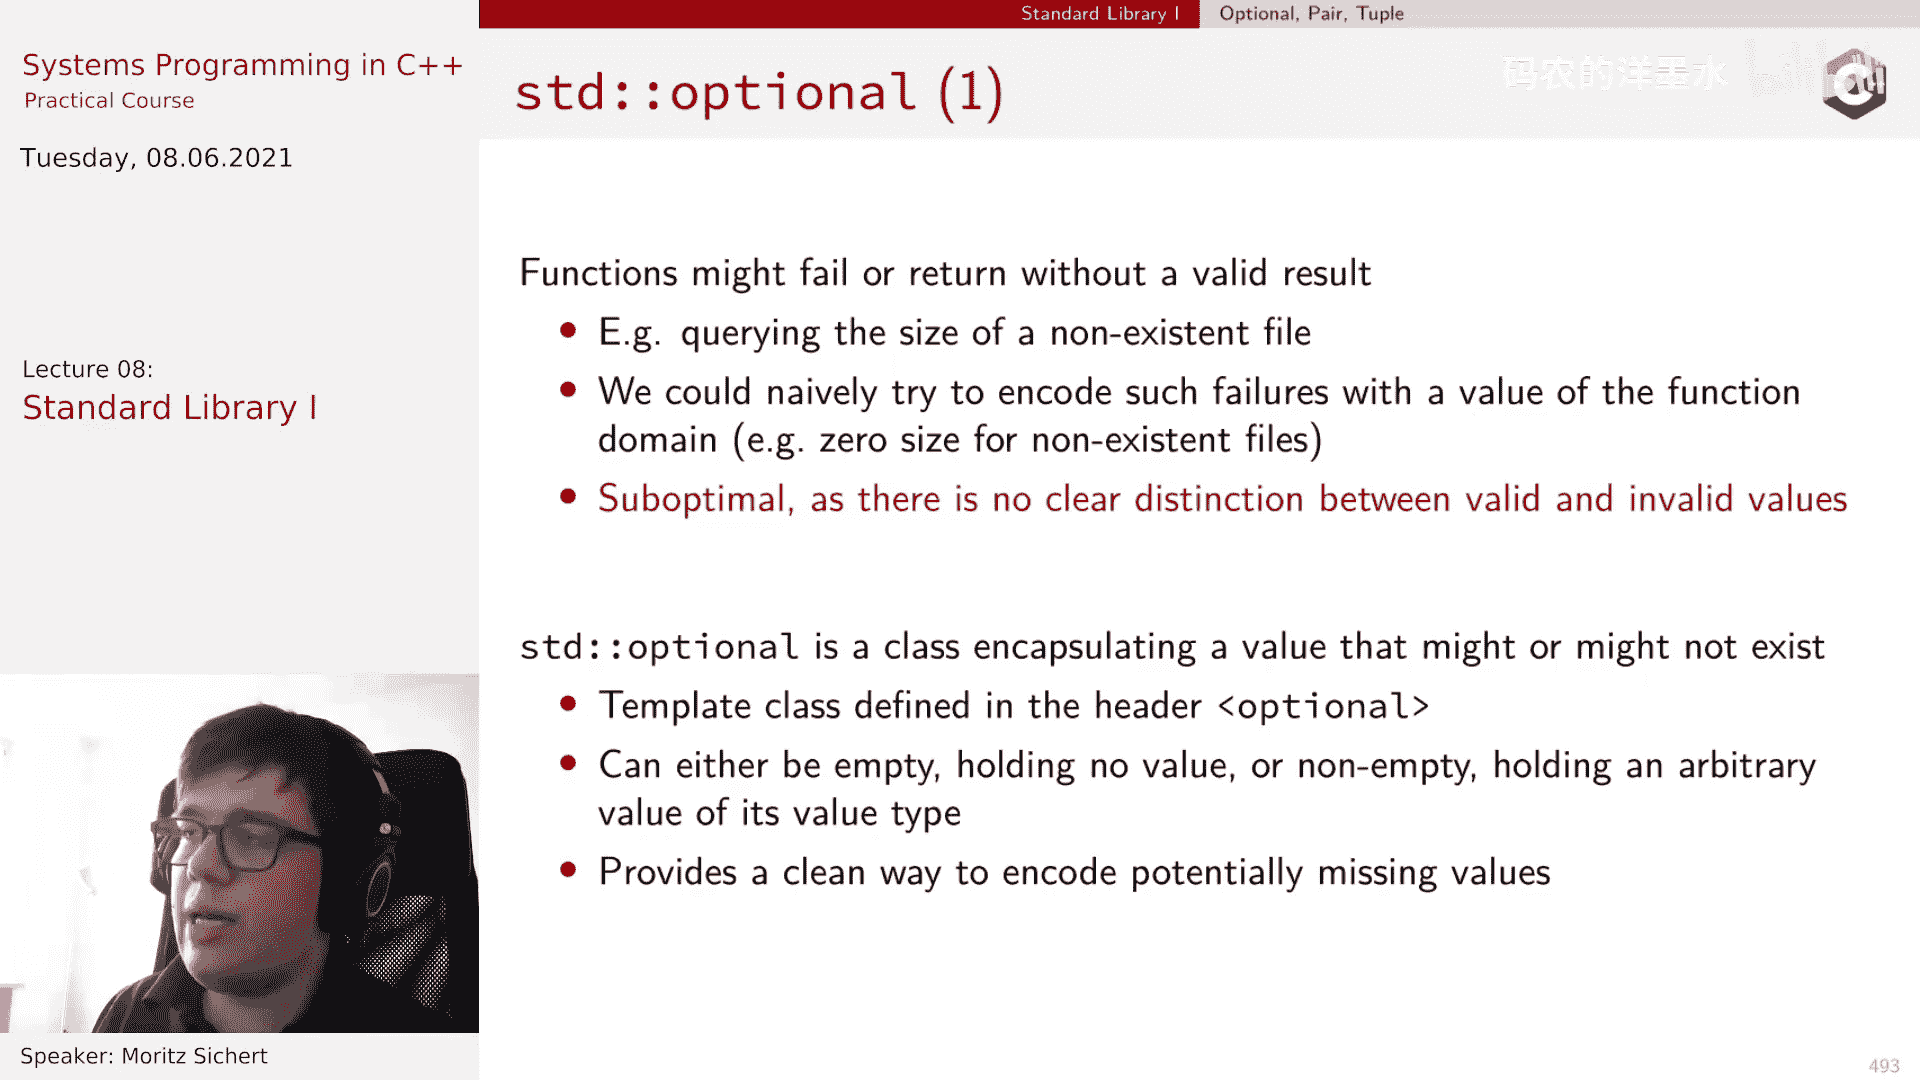 Standard Library I
Optional, Pair, Tuple
Systems Programming in C++
Practical Course
Tuesday, 08.06.2021
Lecture 08:
Standard Library I
Speaker: Moritz Sichert
std::optional (1)
码农的洋墨水
Functions might fail or return without a valid result
• E.g. querying the size of a non-existent file
• We could naively try to encode such failures with a value of the function
domain (e.g. zero size for non-existent files)
• Suboptimal, as there is no clear distinction between valid and invalid values
std::optional is a class encapsulating a value that might or might not exist
• Template class defined in the header <optional>
• Can either be empty, holding no value, or non-empty, holding an arbitrary
value of its value type
• Provides a clean way to encode potentially missing values
493